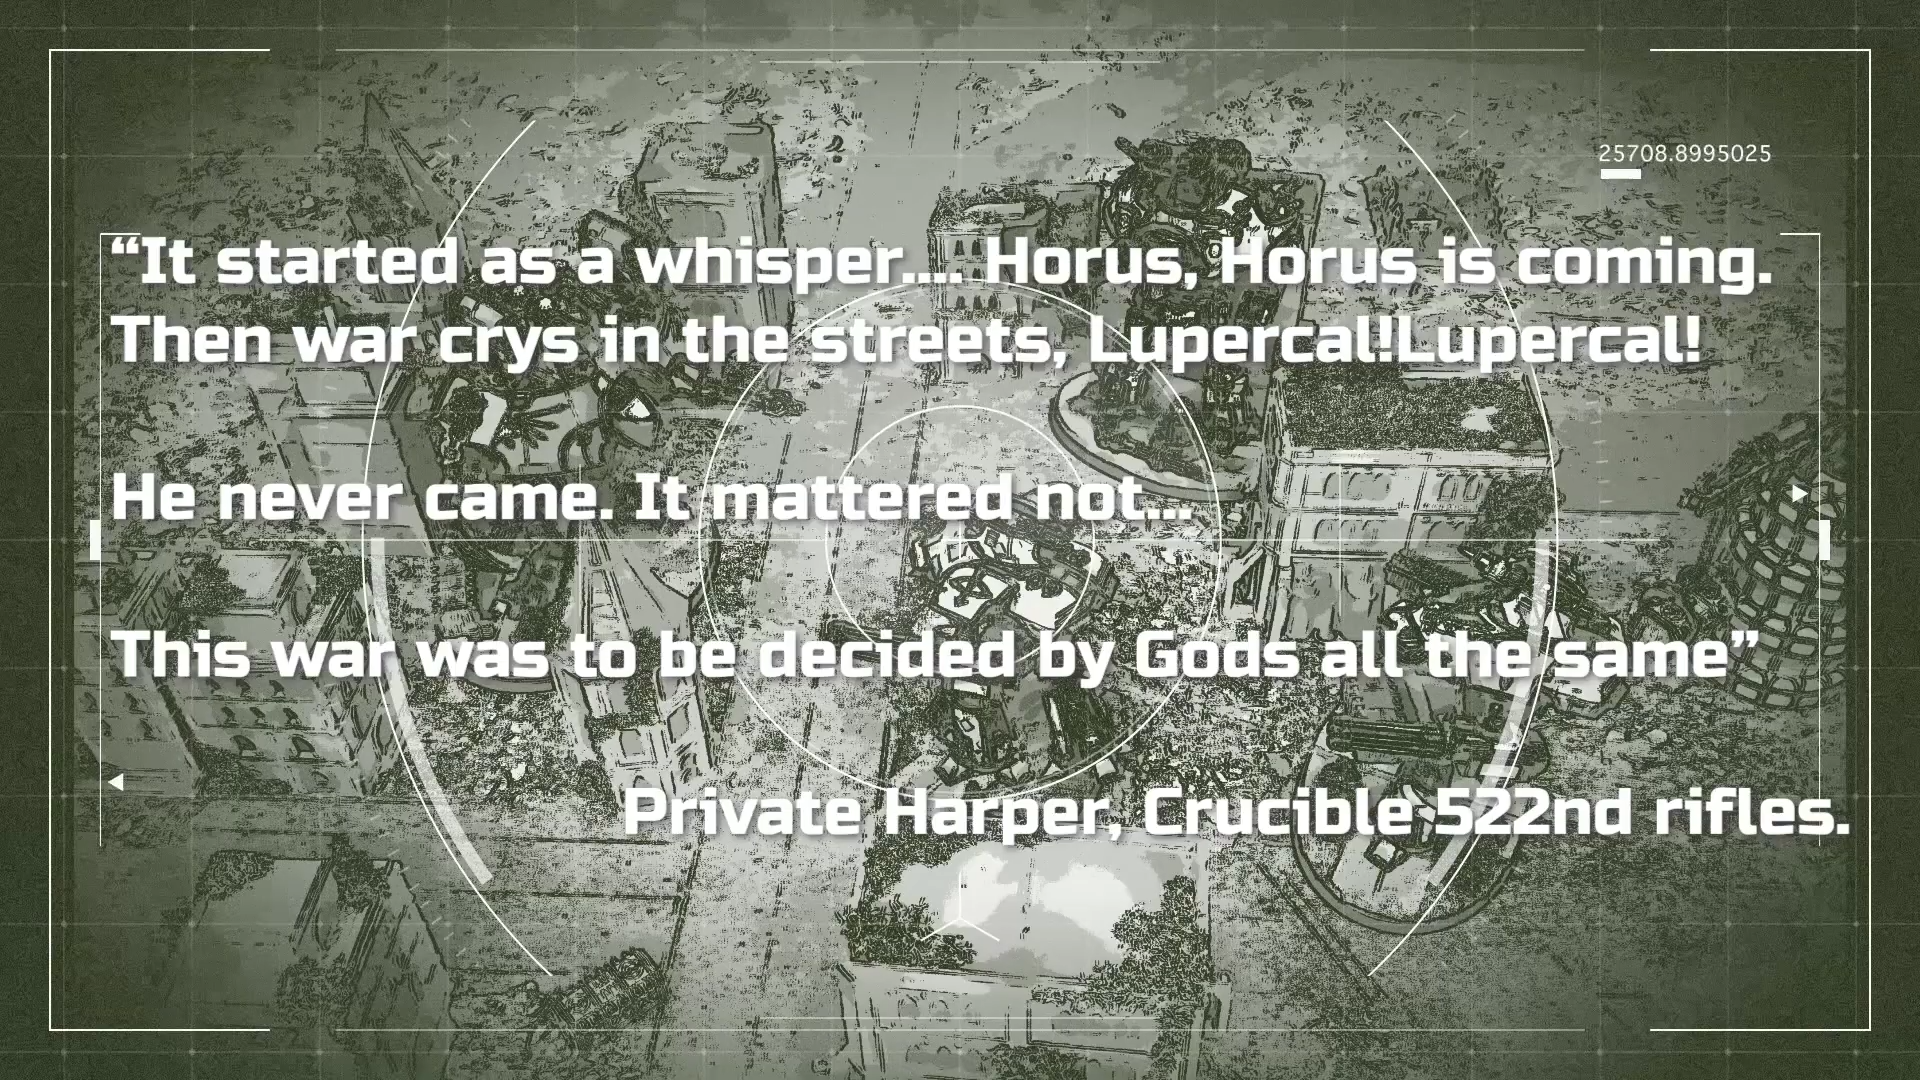 25708.8995025
“It started as a whisper.... Horus, Horus is coming.
Then war crys in the streets, Lupercal!Lupercal!
He never came. It mattered not...
This war was to be decided by Gods all the same”
Private Harper, Crucible 522nd rifles.